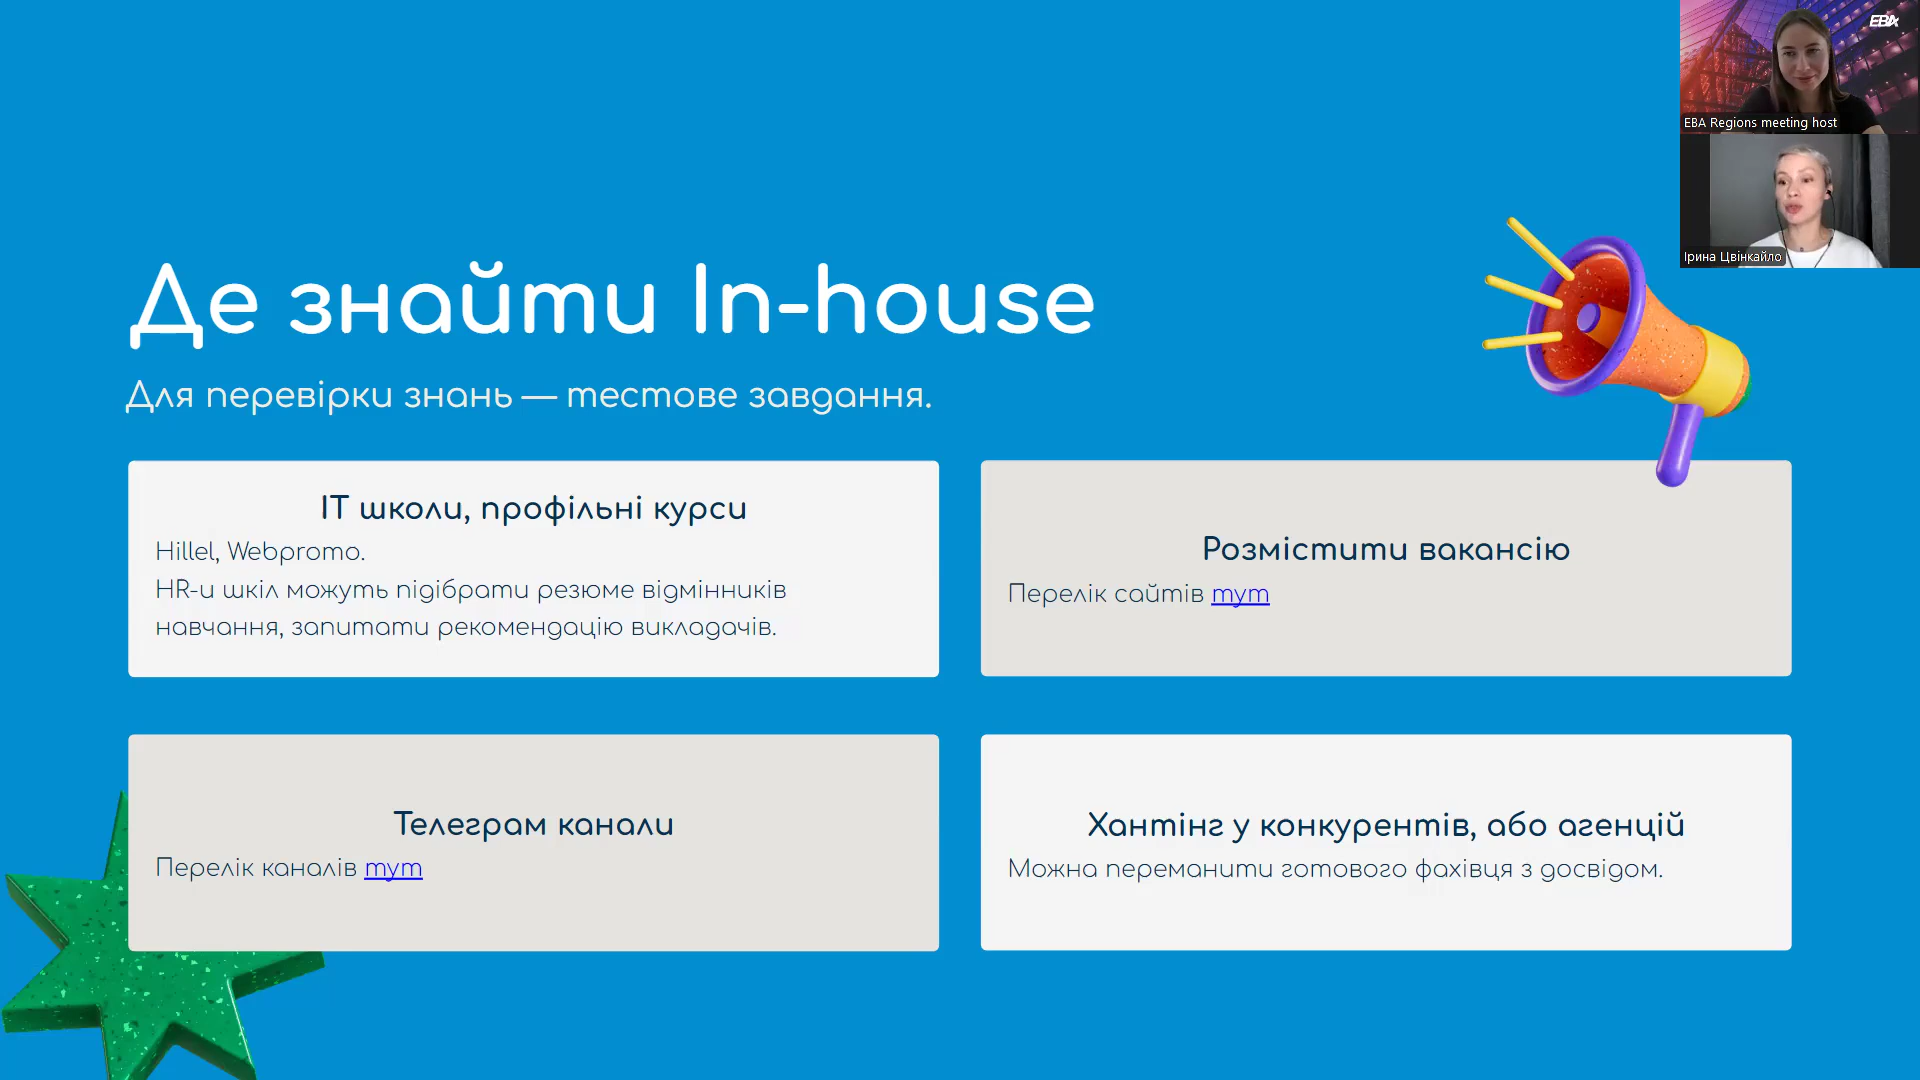 EBA
EBA Regions meeting host
Ірина Цвінкайло
Де знайти In-house
Для перевірки знань — тестове завдання.
ІТ школи, профільні курси
Hillel, Webpromo.
HR-и шкіл можуть підібрати резюме відмінників
навчання, запитати рекомендацію викладачів.
Розмістити вакансію
Перелік сайтів тут
Телеграм канали
Перелік каналів тут
Хантінг у конкурентів, або агенцій
Можна переманити готового фахівця з досвідом.